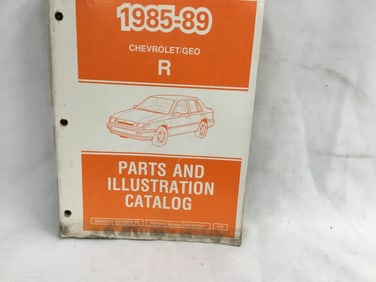 1985-89
CHEVROLET/GEO
R
PARTS AND
ILLUSTRATION
CATALOG